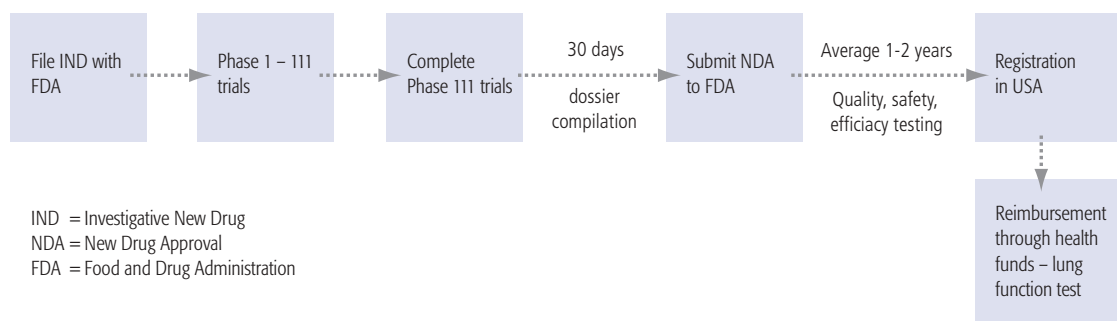 File IND with
FDA
Phase 1 – 111
trials
Complete
Phase 111 trials
30 days
dossier
compilation
Submit NDA
to FDA
Average 1-2 years
Quality, safety,
efficiacy testing
Registration
in USA
Reimbursement
through health
funds – lung
function test
IND = Investigative New Drug
NDA = New Drug Approval
FDA = Food and Drug Administration